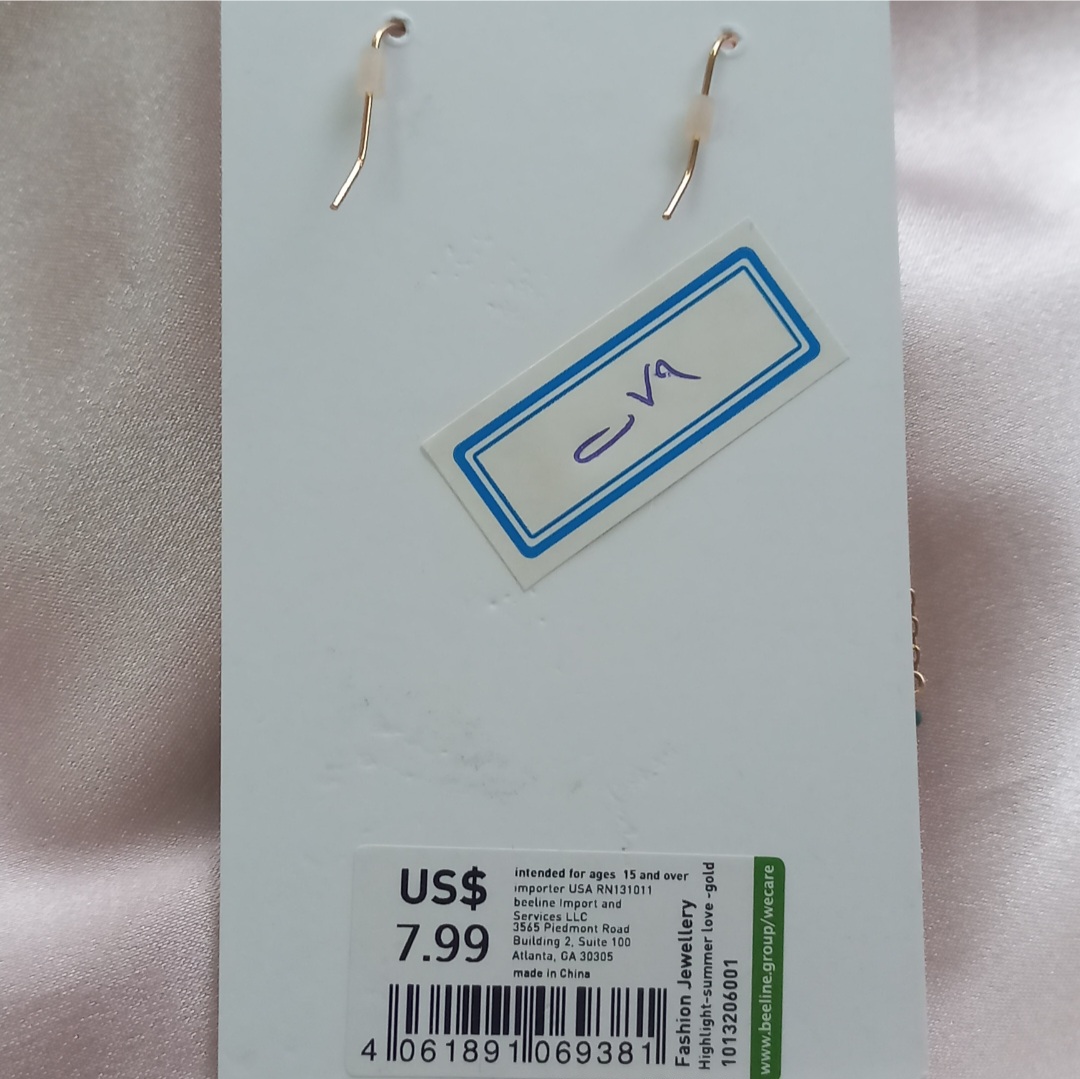 CV9
US$
7.99
intended for ages 15 and over
importer USA RN131011
beeline Import and
Services LLC
3565 Piedmont Road
Building 2, Suite 100
Atlanta, GA 30305
made in China
4 061891 069381
Fashion Jewellery
Highlight-summer love -gold
1013206001
www.beeline.group/wecare